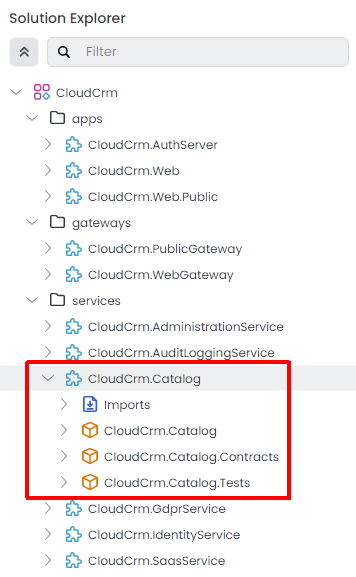 Solution Explorer
Filter
CloudCrm
apps
CloudCrm.AuthServer
CloudCrm.Web
CloudCrm.Web.Public
gateways
CloudCrm.PublicGateway
CloudCrm.WebGateway
services
CloudCrm.AdministrationService
CloudCrm.AuditLoggingService
CloudCrm.Catalog
Imports
CloudCrm.Catalog
CloudCrm.Catalog.Contracts
CloudCrm.Catalog.Tests
CloudCrm.GdprService
CloudCrm.IdentityService
CloudCrm.SaasService